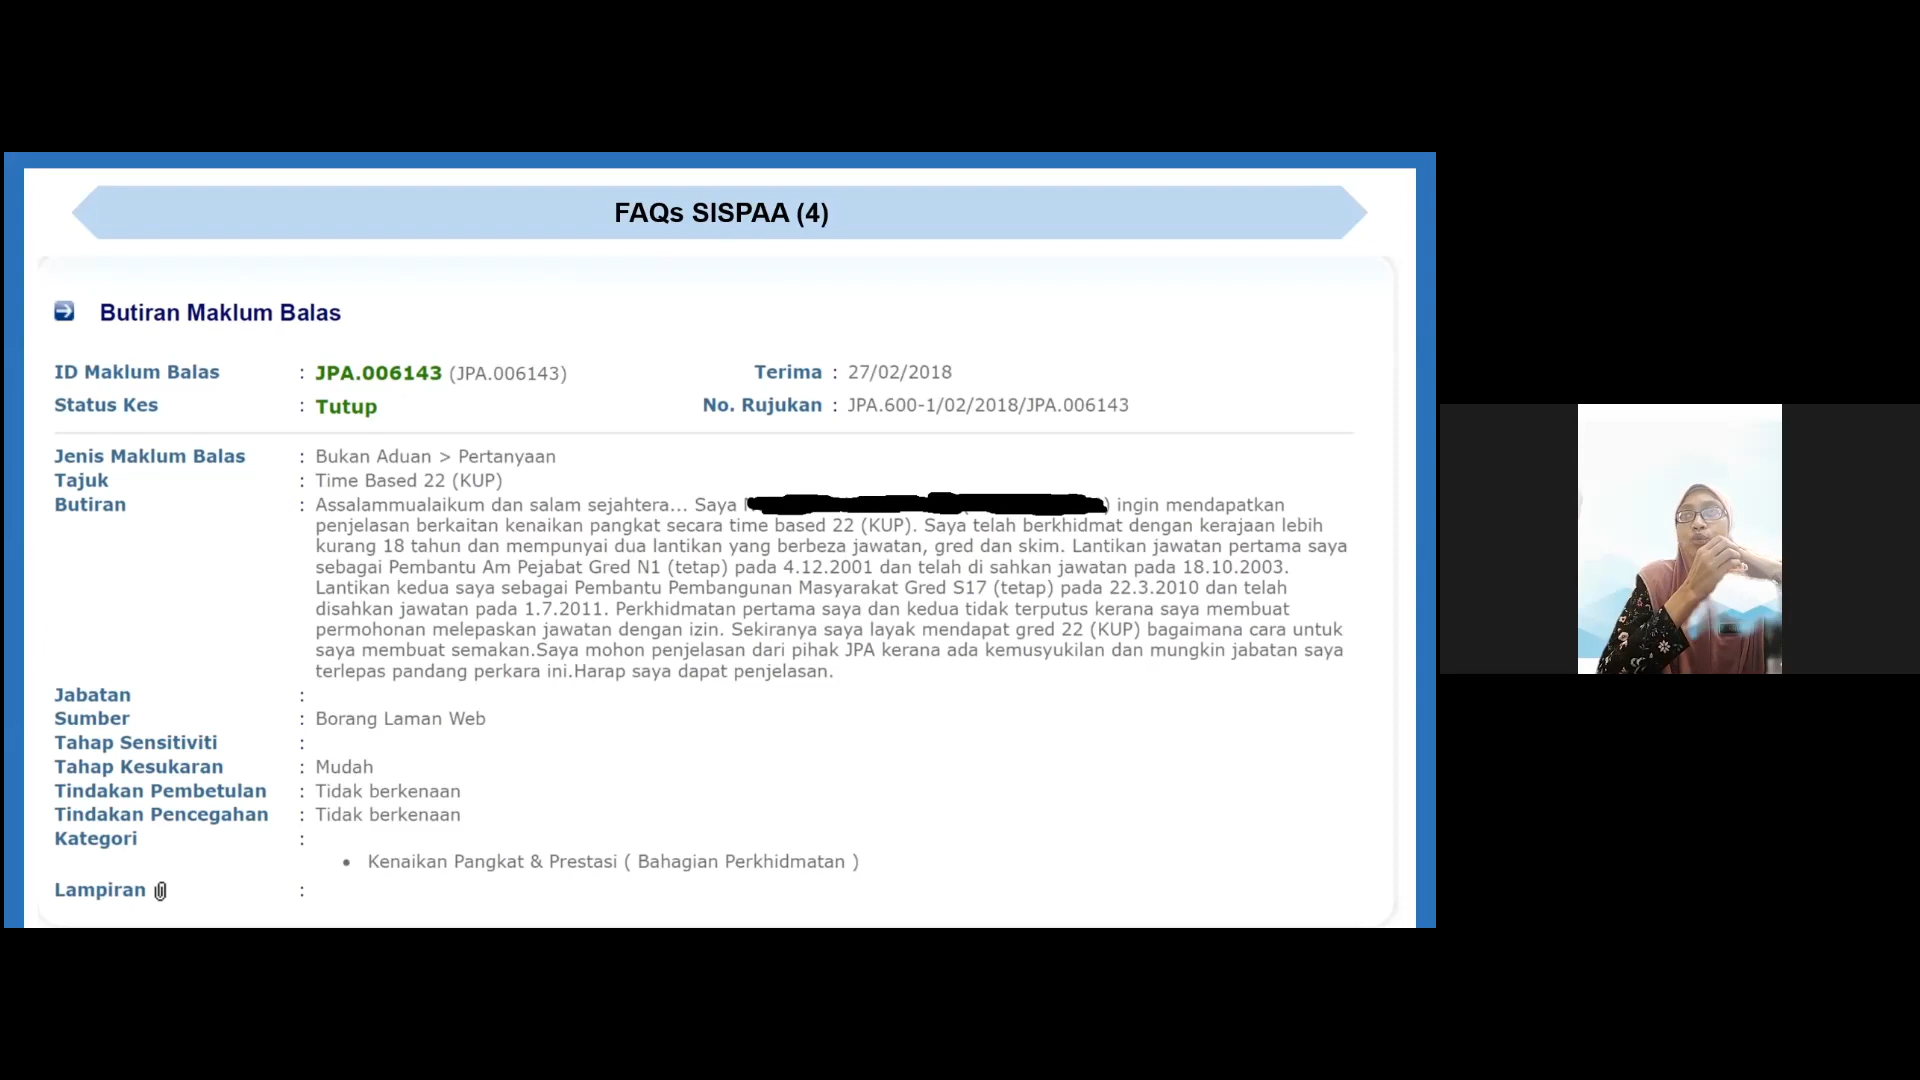 FAQs SISPAA (4)
Butiran Maklum Balas
ID Maklum Balas : JPA.006143 (JPA.006143) Terima : 27/02/2018
Status Kes : Tutup No. Rujukan : JPA.600-1/02/2018/JPA.006143
Jenis Maklum Balas : Bukan Aduan > Pertanyaan
Tajuk : Time Based 22 (KUP)
Butiran : Assalammualaikum dan salam sejahtera... Saya ) ingin mendapatkan
penjelasan berkaitan kenaikan pangkat secara time based 22 (KUP). Saya telah berkhidmat dengan kerajaan lebih
kurang 18 tahun dan mempunyai dua lantikan yang berbeza jawatan, gred dan skim. Lantikan jawatan pertama saya
sebagai Pembantu Am Pejabat Gred N1 (tetap) pada 4.12.2001 dan telah di sahkan jawatan pada 18.10.2003.
Lantikan kedua saya sebagai Pembantu Pembangunan Masyarakat Gred S17 (tetap) pada 22.3.2010 dan telah
disahkan jawatan pada 1.7.2011. Perkhidmatan pertama saya dan kedua tidak terputus kerana saya membuat
permohonan melepaskan jawatan dengan izin. Sekiranya saya layak mendapat gred 22 (KUP) bagaimana cara untuk
saya membuat semakan.Saya mohon penjelasan dari pihak JPA kerana ada kemusyukilan dan mungkin jabatan saya
terlepas pandang perkara ini.Harap saya dapat penjelasan.
Jabatan :
Sumber : Borang Laman Web
Tahap Sensitiviti :
Tahap Kesukaran : Mudah
Tindakan Pembetulan : Tidak berkenaan
Tindakan Pencegahan : Tidak berkenaan
Kategori :
• Kenaikan Pangkat & Prestasi ( Bahagian Perkhidmatan )
Lampiran :